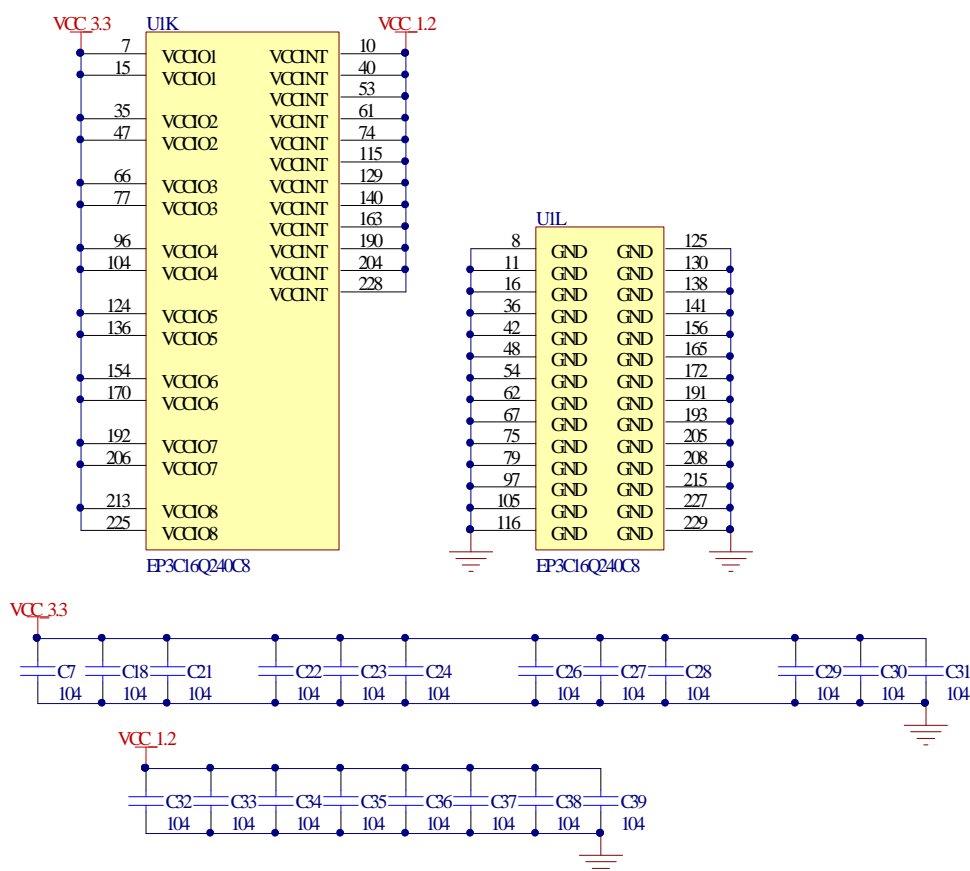 VCC_3.3
U1K
VCC_1.2
7 VCCIO1 VCCINT 10
15 VCCIO1 VCCINT 40
VCCINT 53
35 VCCIO2 VCCINT 61
47 VCCIO2 VCCINT 74
VCCINT 115
66 VCCIO3 VCCINT 129
77 VCCIO3 VCCINT 140
VCCINT 163
96 VCCIO4 VCCINT 190
104 VCCIO4 VCCINT 204
VCCINT 228
124 VCCIO5
136 VCCIO5
154 VCCIO6
170 VCCIO6
192 VCCIO7
206 VCCIO7
213 VCCIO8
225 VCCIO8
EP3C16Q240C8
U1L
8 GND GND 125
11 GND GND 130
16 GND GND 138
36 GND GND 141
42 GND GND 156
48 GND GND 165
54 GND GND 172
62 GND GND 191
67 GND GND 193
75 GND GND 205
79 GND GND 208
97 GND GND 215
105 GND GND 227
116 GND GND 229
EP3C16Q240C8
VCC_3.3
C7 C18 C21 C22 C23 C24 C26 C27 C28 C29 C30 C31
104 104 104 104 104 104 104 104 104 104 104 104
VCC_1.2
C32 C33 C34 C35 C36 C37 C38 C39
104 104 104 104 104 104 104 104